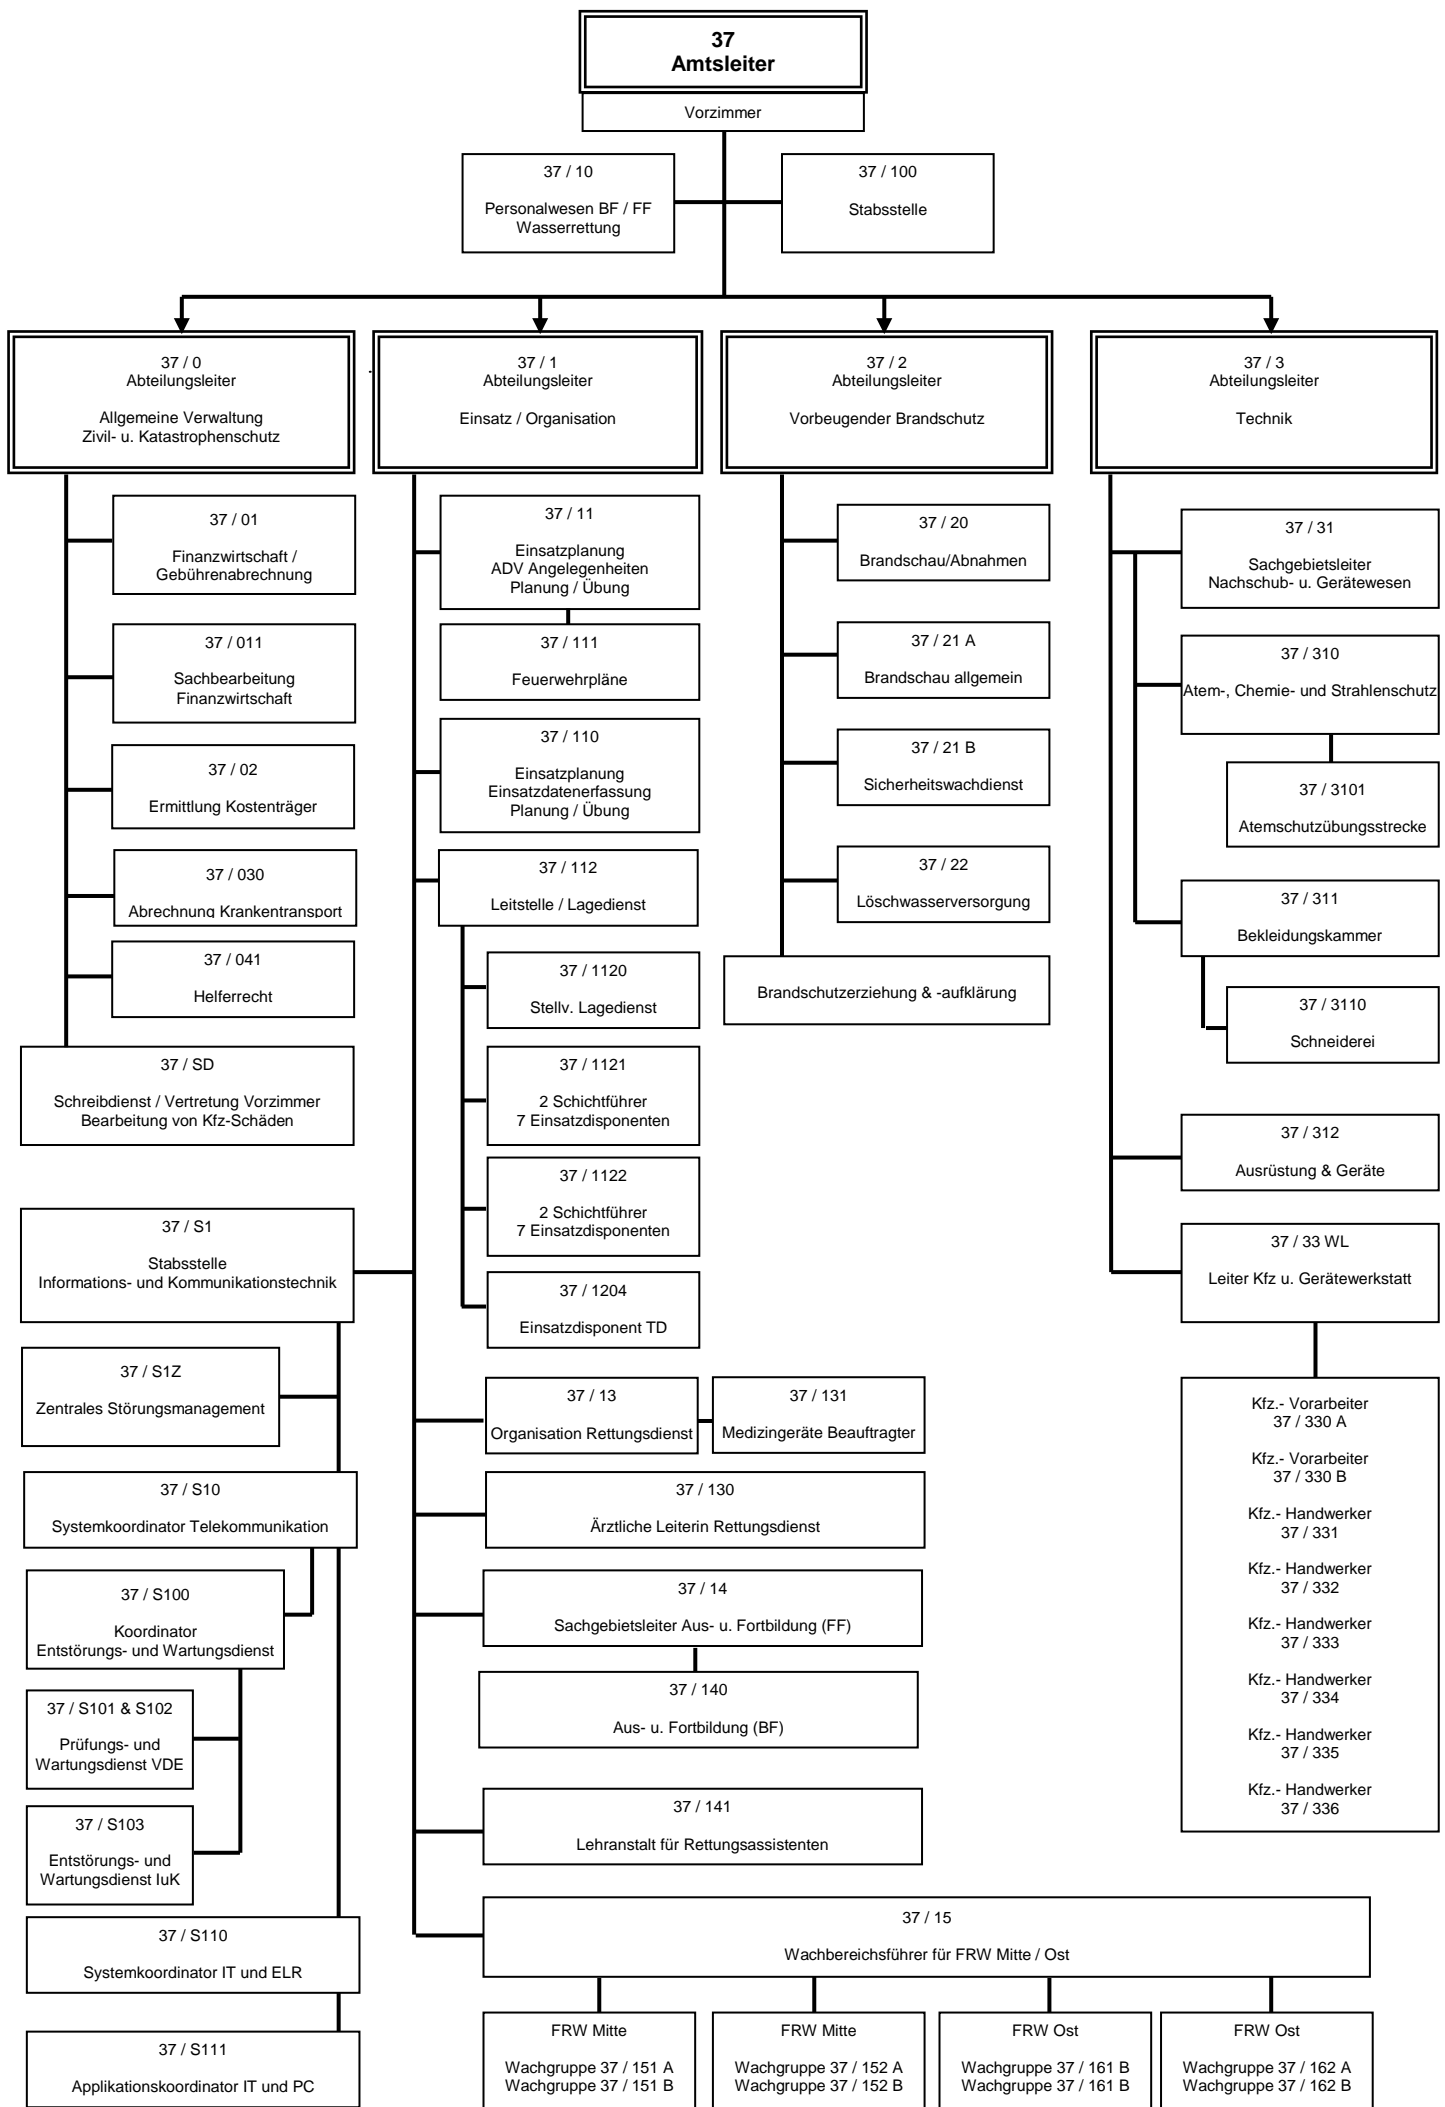 37
Amtsleiter
Vorzimmer
37 / 10
Personalwesen BF / FF
Wasserrettung
37 / 100
Stabsstelle
37 / 0
Abteilungsleiter
Allgemeine Verwaltung
Zivil- u. Katastrophenschutz
37 / 1
Abteilungsleiter
Einsatz / Organisation
37 / 2
Abteilungsleiter
Vorbeugender Brandschutz
37 / 3
Abteilungsleiter
Technik
37 / 01
Finanzwirtschaft /
Gebührenabrechnung
37 / 011
Sachbearbeitung
Finanzwirtschaft
37 / 02
Ermittlung Kostenträger
37 / 030
Abrechnung Krankentransport
37 / 041
Helferrecht
37 / SD
Schreibdienst / Vertretung Vorzimmer
Bearbeitung von Kfz-Schäden
37 / S1
Stabsstelle
Informations- und Kommunikationstechnik
37 / S1Z
Zentrales Störungsmanagement
37 / S10
Systemkoordinator Telekommunikation
37 / S100
Koordinator
Entstörungs- und Wartungsdienst
37 / S101 & S102
Prüfungs- und
Wartungsdienst VDE
37 / S103
Entstörungs- und
Wartungsdienst IuK
37 / S110
Systemkoordinator IT und ELR
37 / S111
Applikationskoordinator IT und PC
37 / 11
Einsatzplanung
ADV Angelegenheiten
Planung / Übung
37 / 111
Feuerwehrpläne
37 / 110
Einsatzplanung
Einsatzdatenerfassung
Planung / Übung
37 / 112
Leitstelle / Lagedienst
37 / 1120
Stellv. Lagedienst
37 / 1121
2 Schichtführer
7 Einsatzdisponenten
37 / 1122
2 Schichtführer
7 Einsatzdisponenten
37 / 1204
Einsatzdisponent TD
37 / 13
Organisation Rettungsdienst
37 / 131
Medizingeräte Beauftragter
37 / 130
Ärztliche Leiterin Rettungsdienst
37 / 14
Sachgebietsleiter Aus- u. Fortbildung (FF)
37 / 140
Aus- u. Fortbildung (BF)
37 / 141
Lehranstalt für Rettungsassistenten
37 / 15
Wachbereichsführer für FRW Mitte / Ost
FRW Mitte
Wachgruppe 37 / 151 A
Wachgruppe 37 / 151 B
FRW Mitte
Wachgruppe 37 / 152 A
Wachgruppe 37 / 152 B
FRW Ost
Wachgruppe 37 / 161 B
Wachgruppe 37 / 161 B
FRW Ost
Wachgruppe 37 / 162 A
Wachgruppe 37 / 162 B
37 / 20
Brandschau/Abnahmen
37 / 21 A
Brandschau allgemein
37 / 21 B
Sicherheitswachdienst
37 / 22
Löschwasserversorgung
Brandschutzerziehung & -aufklärung
37 / 31
Sachgebietsleiter
Nachschub- u. Gerätewesen
37 / 310
Atem-, Chemie- und Strahlenschutz
37 / 3101
Atemschutzübungsstrecke
37 / 311
Bekleidungskammer
37 / 3110
Schneiderei
37 / 312
Ausrüstung & Geräte
37 / 33 WL
Leiter Kfz u. Gerätewerkstatt
Kfz.- Vorarbeiter
37 / 330 A
Kfz.- Vorarbeiter
37 / 330 B
Kfz.- Handwerker
37 / 331
Kfz.- Handwerker
37 / 332
Kfz.- Handwerker
37 / 333
Kfz.- Handwerker
37 / 334
Kfz.- Handwerker
37 / 335
Kfz.- Handwerker
37 / 336